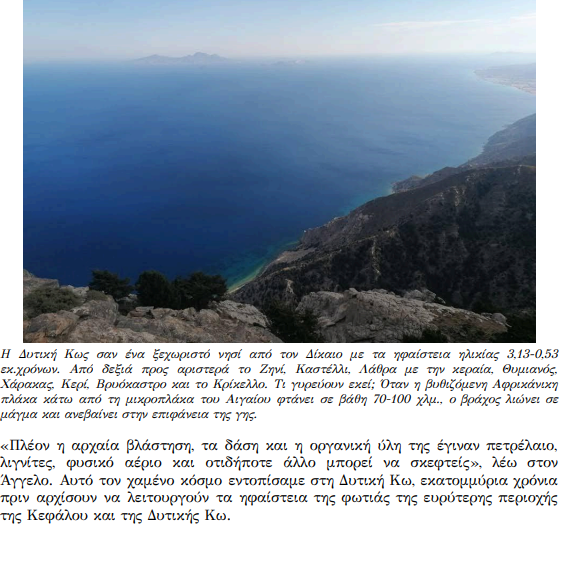 Η Δυτική Κως σαν ένα ξεχωριστό νησί από τον Δίκαιο με τα ηφαίστεια ηλικίας 3,13-0,53
εκ.χρόνων. Από δεξιά προς αριστερά το Ζηνί, Καστέλλι, Λάθρα με την κεραία, Θυμιανός,
Χάρακας, Κερί, Βρυόκαστρο και το Κρίκελλο. Τι γυρεύουν εκεί; Όταν η βυθιζόμενη Αφρικάνικη
πλάκα κάτω από τη μικροπλάκα του Αιγαίου φτάνει σε βάθη 70-100 χλμ., ο βράχος λιώνει σε
μάγμα και ανεβαίνει στην επιφάνεια της γης.
«Πλέον η αρχαία βλάστηση, τα δάση και η οργανική ύλη της έγιναν πετρέλαιο,
λιγνίτες, φυσικό αέριο και οτιδήποτε άλλο μπορεί να σκεφτείς», λέω στον
Άγγελο. Αυτό τον χαμένο κόσμο εντοπίσαμε στη Δυτική Κω, εκατομμύρια χρόνια
πριν αρχίσουν να λειτουργούν τα ηφαίστεια της φωτιάς της ευρύτερης περιοχής
της Κεφάλου και της Δυτικής Κω.